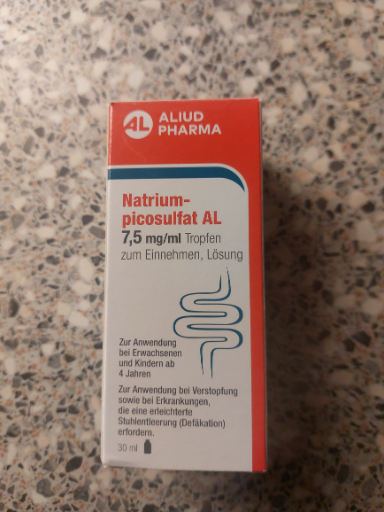 AL ALIUD
PHARMA
Natrium-
picosulfat AL
7,5 mg/ml Tropfen
zum Einnehmen, Lösung
Zur Anwendung
bei Erwachsenen
und Kindern ab
4 Jahren
Zur Anwendung bei Verstopfung
sowie bei Erkrankungen,
die eine erleichterte
Stuhlentleerung (Defäkation)
erfordern.
30 ml